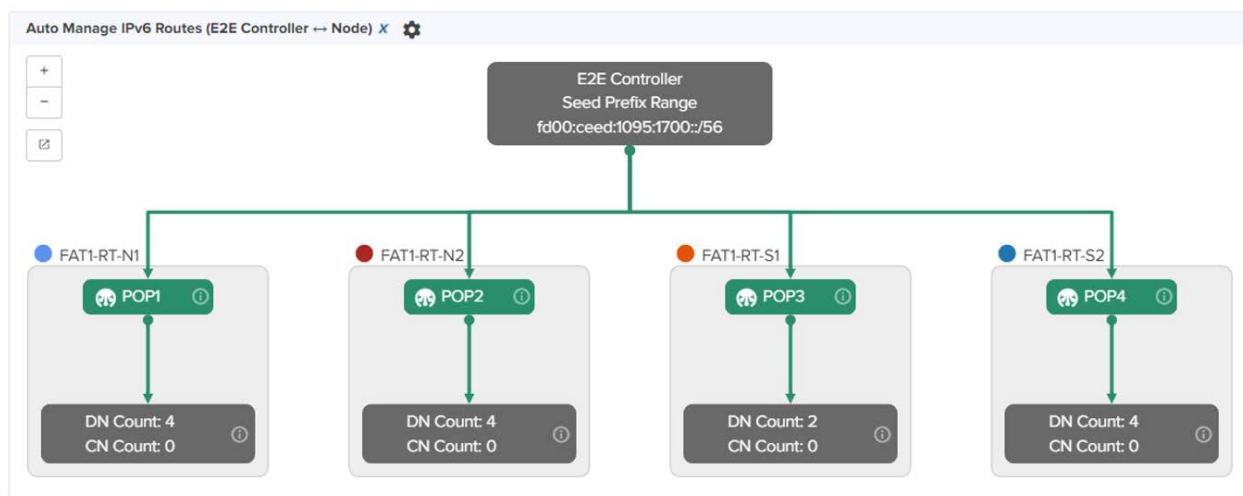 Auto Manage IPv6 Routes (E2E Controller ↔ Node) X
+
−
E2E Controller
Seed Prefix Range
fd00:ceed:1095:1700::/56
FAT1-RT-N1
FAT1-RT-N2
FAT1-RT-S1
FAT1-RT-S2
POP1
POP2
POP3
POP4
DN Count: 4
CN Count: 0
DN Count: 4
CN Count: 0
DN Count: 2
CN Count: 0
DN Count: 4
CN Count: 0